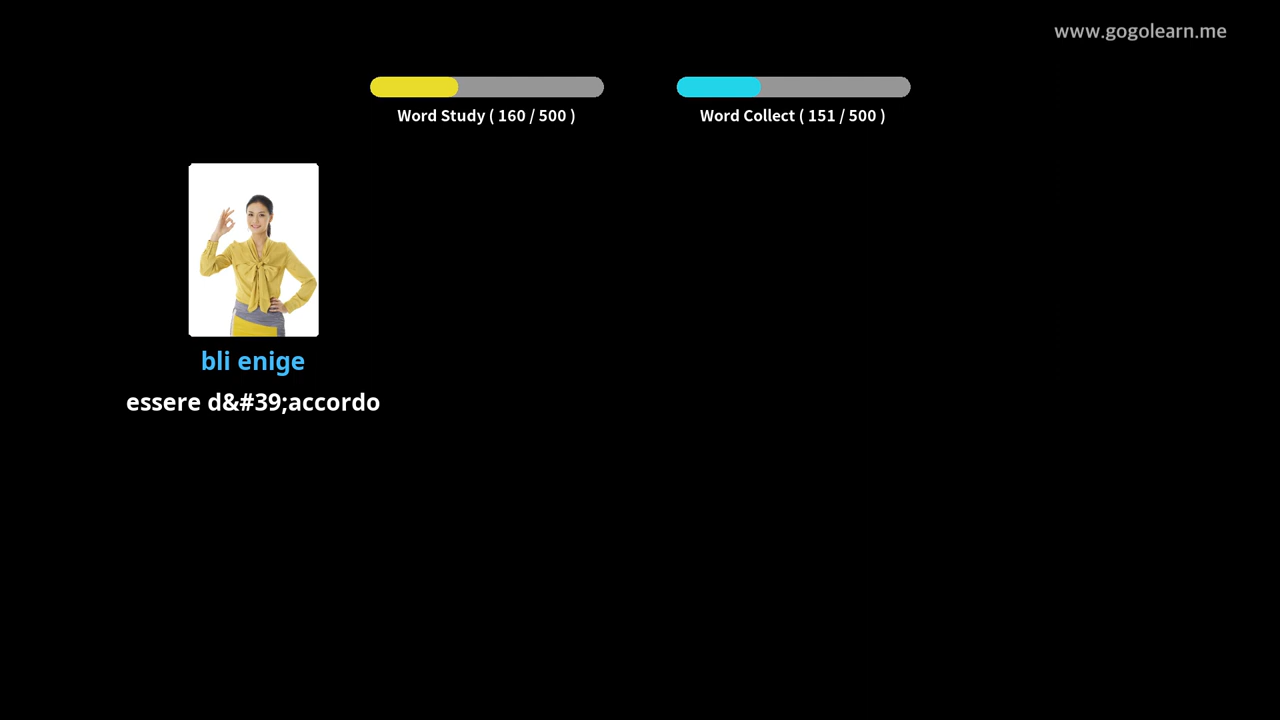 www.gogolearn.me
Word Study ( 160 / 500 )
Word Collect ( 151 / 500 )
bli enige
essere d&#39;accordo